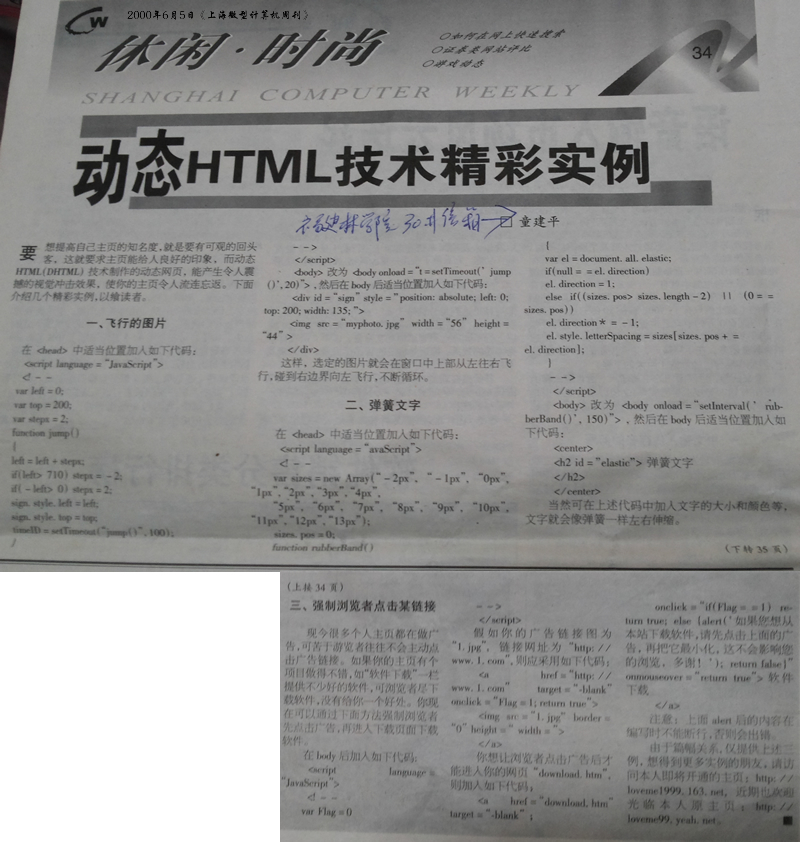 2000年6月5日《上海微型计算机周刊》
CW
休闲·时尚
○如何在网上快速搜索
○证券类网站评比
○游戏动态
34
SHANGHAI COMPUTER WEEKLY
动态HTML技术精彩实例
福建林学院 30#信箱
□ 童建平
要想提高自己主页的知名度,就是要有可观的回头
客，这就要求主页能给人良好的印象，而动态
HTML(DHTML) 技术制作的动态网页，能产生令人震
撼的视觉冲击效果，使你的主页令人流连忘返。下面
介绍几个精彩实例,以飨读者。
一、飞行的图片
在 <head> 中适当位置加入如下代码：
<script language = "JavaScript">
<! - -
var left = 0;
var top = 200;
var steps = 2;
function jump()
{
left = left + steps;
if(left> 710) steps = -2;
if( -left> 0) steps = 2;
sign. style. left = left;
sign. style. top = top;
timeID = setTimeout("jump()", 100);
}
- - >
</script>
<body> 改为 <body onload = "t = setTimeout(' jump
()',20)">, 然后在 body 后适当位置加入如下代码：
<div id = "sign" style = "position: absolute; left: 0;
top: 200; width: 135; ">
<img src = "myphoto. jpg" width = "56" height =
"44" >
</div>
这样，选定的图片就会在窗口中上部从左往右飞
行,碰到右边界向左飞行,不断循环。
二、弹簧文字
在 <head> 中适当位置加入如下代码：
<script language = "avaScript">
<! - -
var sizes = new Array("－2px", "－1px", "0px",
"1px", "2px", "3px", "4px",
"5px", "6px", "7px", "8px", "9px", "10px",
"11px", "12px", "13px");
sizes. pos = 0;
function rubberBand()
{
var el = document. all. elastic;
if(null = = el. direction)
el. direction = 1;
else if((sizes. pos> sizes. length - 2) || (0 = =
sizes. pos))
el. direction * = - 1;
el. style. letterSpacing = sizes[sizes. pos + =
el. direction];
}
- - >
</script>
<body> 改为 <body onload = "setInterval(' rub-
berBand()', 150)">, 然后在 body 后适当位置加入如
下代码：
<center>
<h2 id = "elastic"> 弹簧文字
</h2>
</center>
当然可在上述代码中加入文字的大小和颜色等，
文字就会像弹簧一样左右伸缩。
（下转 35 页）
（上接 34 页）
三、强制浏览者点击某链接
现今很多个人主页都在做广
告,可苦于游览者往往不会主动点
击广告链接。如果你的主页有个
项目做得不错,如"软件下载"一栏
提供不少好的软件,可浏览者尽下
载软件,没有给你一个好处。你现
在可以通过下面方法强制浏览者
先点击广告,再进入下载页面下载
软件。
在 body 后加入如下代码：
<script language =
"JavaScript">
<! - -
var Flag = 0
- - >
</script>
假如你的广告链接图为
"1. jpg", 链接网址为 "http: //
www. 1. com", 则应采用如下代码：
<a href = "http: //
www. 1. com" target = "-blank"
onclick = "Flag = 1; return true">
<img src = "1. jpg" border =
"0" height = " width = ">
</a>
你想让浏览者点击广告后才
能进入你的网页 "download. htm",
则加入如下代码：
<a href = "download. htm"
target = "-blank" ;
onclick = "if(Flag = = 1) re-
turn true; else {alert(' 如果您想从
本站下载软件,请先点击上面的广
告,再把它最小化,这不会影响您
的浏览，多谢！'); return false}"
onmouseover = "return true"> 软件
下载
</a>
注意：上面 alert 后的内容在
编写时不能断行,否则会出错。
由于篇幅关系,仅提供上述三
例,想得到更多实例的朋友,请访
问本人即将开通的主页：http: //
loveme1999. 163. net, 近期也欢迎
光临本人原主页：http: //
loveme99. yeah. net。